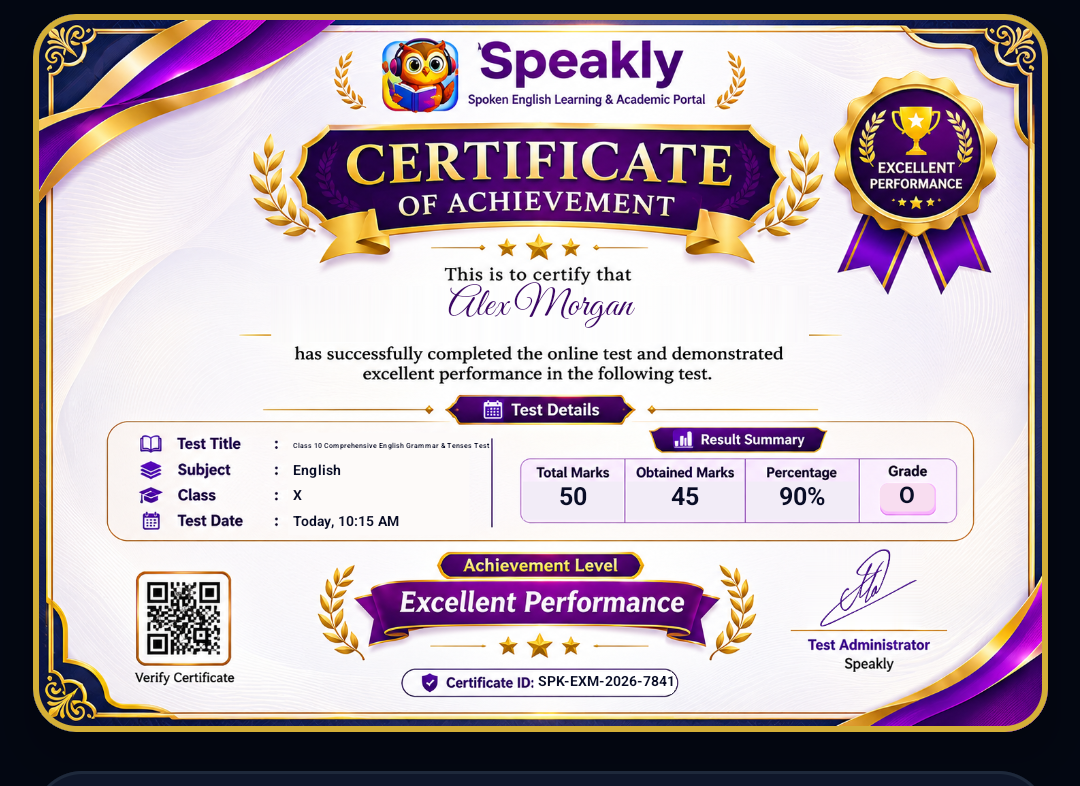 Speakly
Spoken English Learning & Academic Portal
CERTIFICATE
OF ACHIEVEMENT
EXCELLENT
PERFORMANCE
This is to certify that
Alex Morgan
has successfully completed the online test and demonstrated
excellent performance in the following test.
Test Details
Test Title : Class 10 Comprehensive English Grammar & Tenses Test
Subject : English
Class : X
Test Date : Today, 10:15 AM
Result Summary
Total Marks Obtained Marks Percentage Grade
50 45 90% O
Achievement Level
Excellent Performance
Verify Certificate
Test Administrator
Speakly
Certificate ID: SPK-EXM-2026-7841